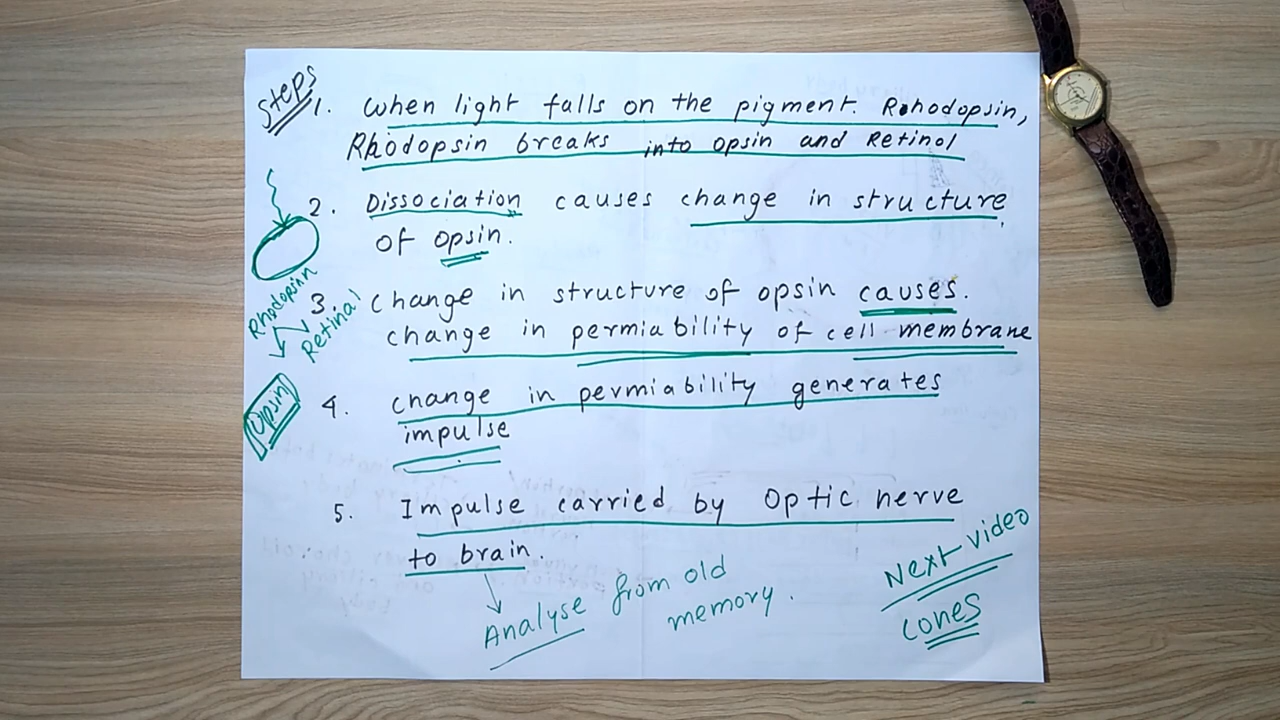 Steps
1. When light falls on the pigment. Rhodopsin,
Rhodopsin breaks into opsin and Retinol
2. Dissociation causes change in structure
of opsin.
Rhodopsin
Retinal
Opsin
3 change in structure of opsin causes.
change in permiability of cell membrane
4. change in permiability generates
impulse
5. Impulse carried by Optic nerve
to brain.
Analyse from old
memory.
Next video
cones